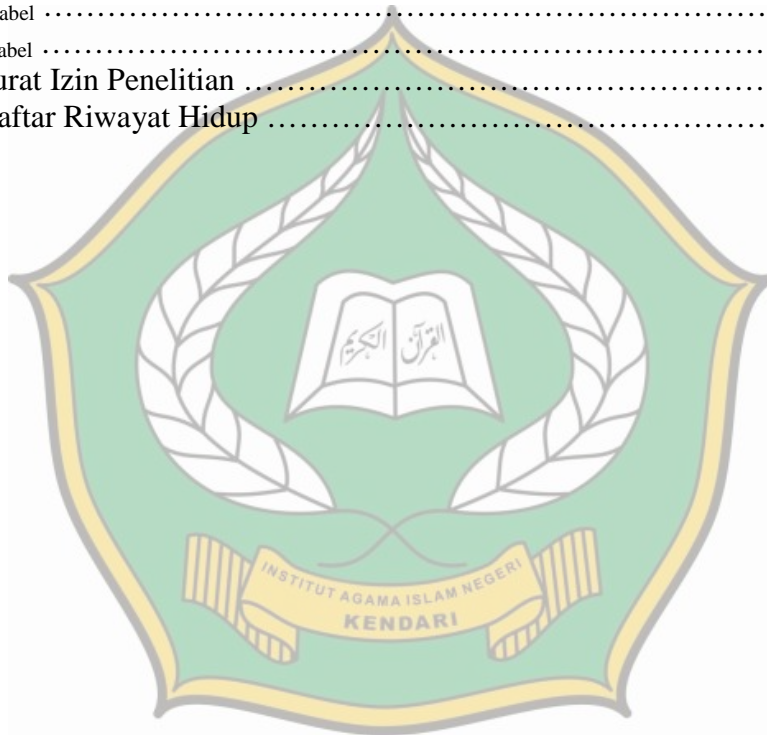 abel ...........................................................................
abel ...........................................................................
urat Izin Penelitian ...........................................................
aftar Riwayat Hidup ............................................................
القرآن الكريم
INSTITUT AGAMA ISLAM NEGERI
KENDARI